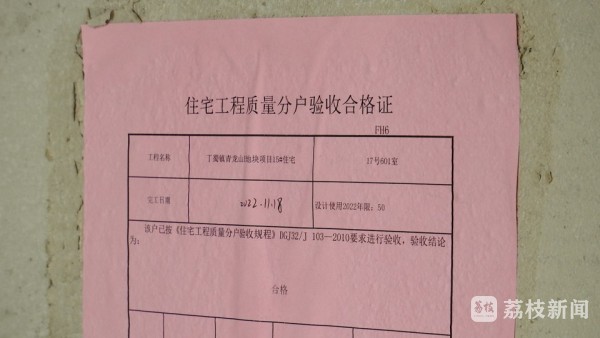 住宅工程质量分户验收合格证
FH6
工程名称 丁蜀镇青龙山地块项目15#住宅 17号601室
完工日期 2022.11.18 设计使用2022年限：50
该户已按《住宅工程质量分户验收规程》DGJ32/J 103—2010要求进行验收，验收结论
为：
合格
荔枝 荔枝新闻